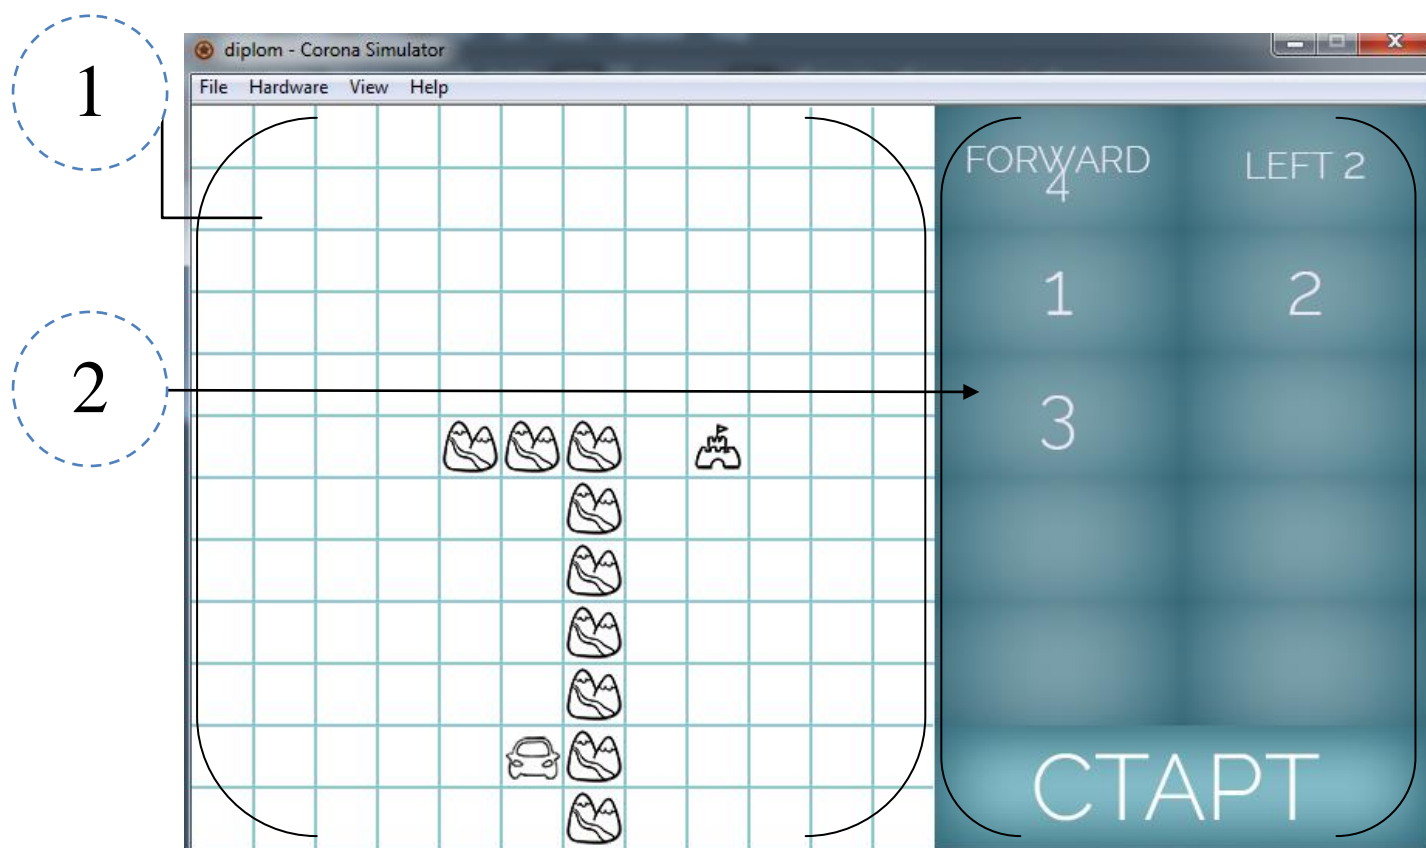 1
diplom - Corona Simulator
File Hardware View Help
FORWARD
4
LEFT 2
1
2
2
3
СТАРТ